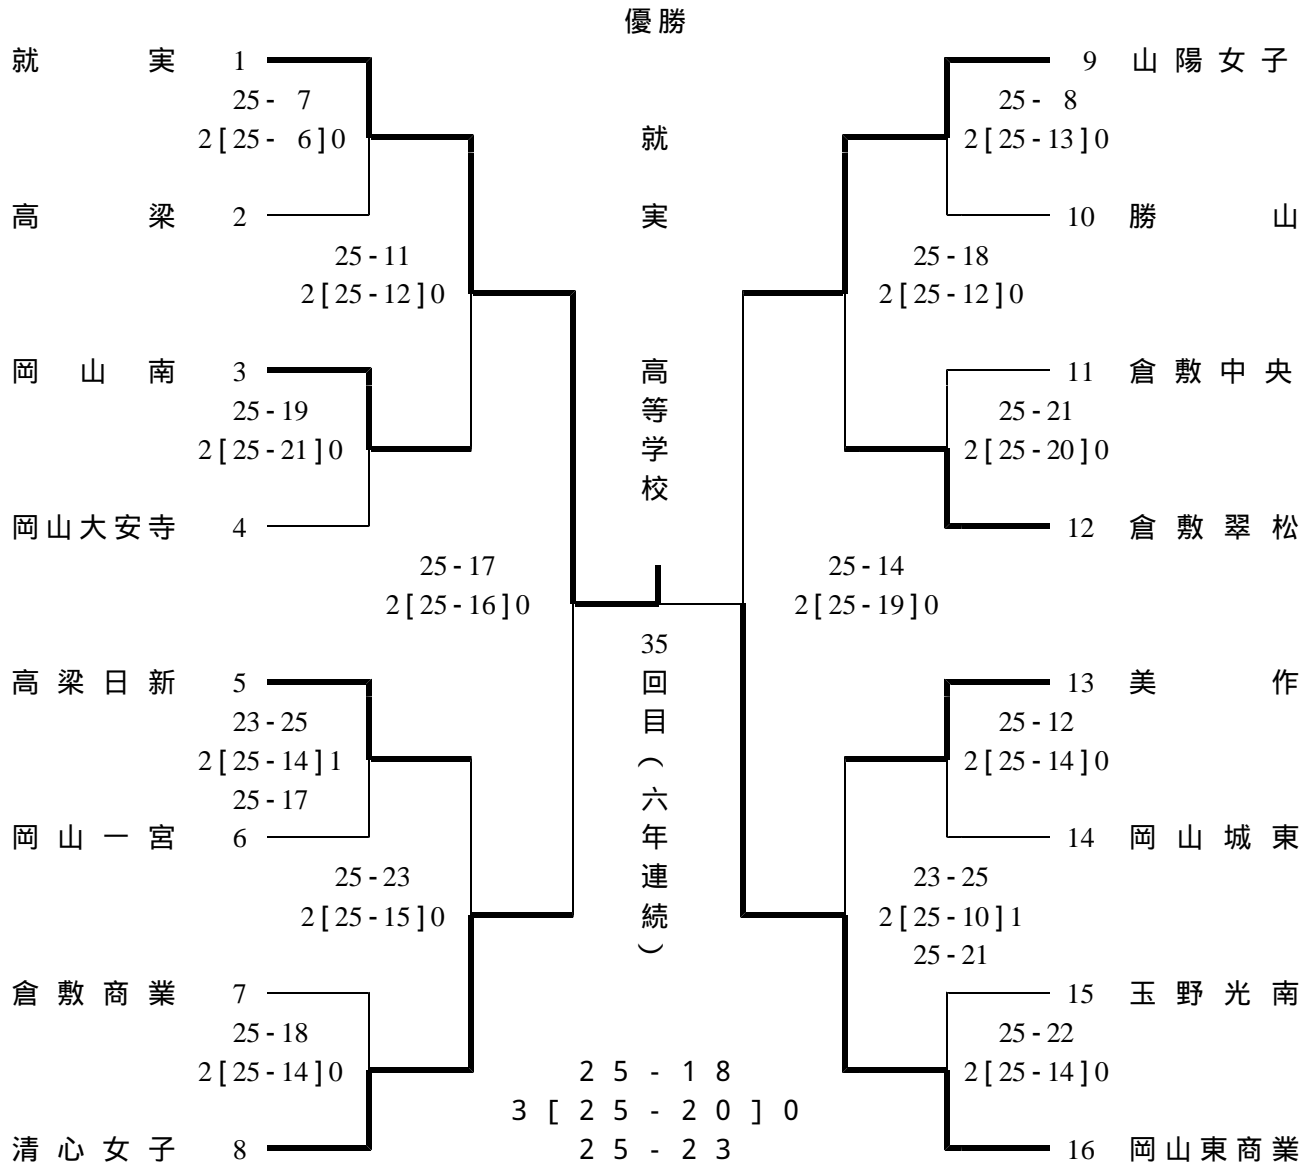 優勝
就実高等学校
35回目(六年連続)
就実 1
25 - 7
2 [ 25 - 6 ] 0
高梁 2
25 - 11
2 [ 25 - 12 ] 0
岡山南 3
25 - 19
2 [ 25 - 21 ] 0
岡山大安寺 4
25 - 17
2 [ 25 - 16 ] 0
高梁日新 5
23 - 25
2 [ 25 - 14 ] 1
25 - 17
岡山一宮 6
25 - 23
2 [ 25 - 15 ] 0
倉敷商業 7
25 - 18
2 [ 25 - 14 ] 0
清心女子 8
25 - 18
3 [ 25 - 20 ] 0
25 - 23
9 山陽女子
25 - 8
2 [ 25 - 13 ] 0
10 勝山
25 - 18
2 [ 25 - 12 ] 0
11 倉敷中央
25 - 21
2 [ 25 - 20 ] 0
12 倉敷翠松
25 - 14
2 [ 25 - 19 ] 0
13 美作
25 - 12
2 [ 25 - 14 ] 0
14 岡山城東
23 - 25
2 [ 25 - 10 ] 1
25 - 21
15 玉野光南
25 - 22
2 [ 25 - 14 ] 0
16 岡山東商業